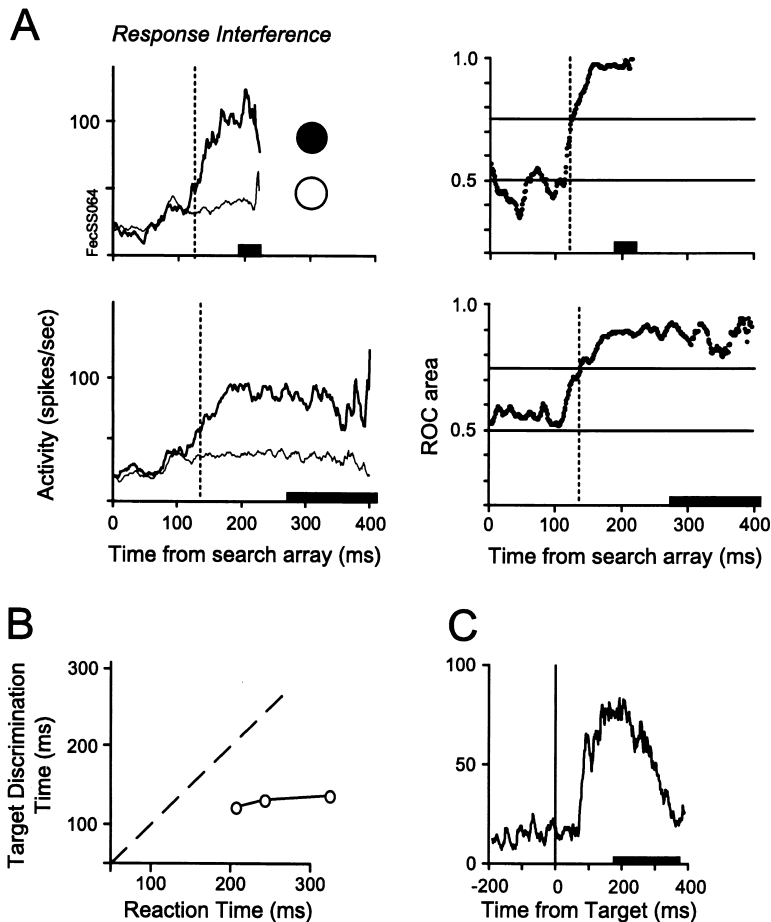 A
Response Interference
100
FecSS064
1.0
0.5
Activity (spikes/sec)
100
0 100 200 300 400
Time from search array (ms)
ROC area
1.0
0.5
0 100 200 300 400
Time from search array (ms)
B
Target Discrimination
Time (ms)
300
200
100
100 200 300
Reaction Time (ms)
C
100
50
0
-200 0 200 400
Time from Target (ms)